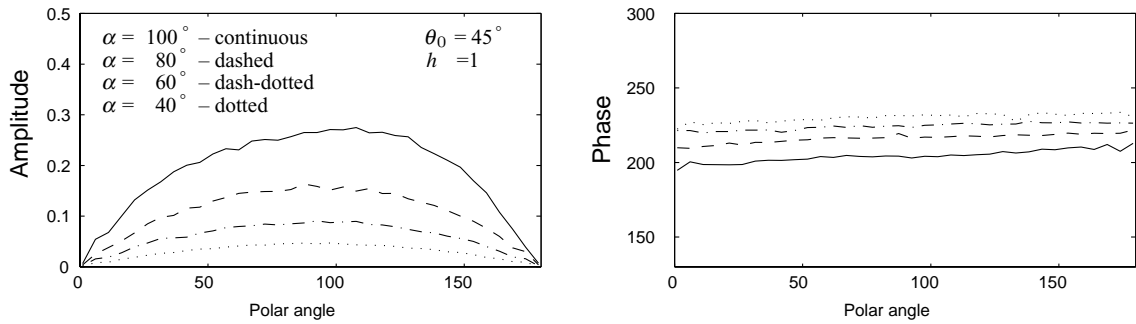 0.5
0.4
0.3
0.2
0.1
0
Amplitude
α = 100° – continuous
α = 80° – dashed
α = 60° – dash-dotted
α = 40° – dotted
θ0 = 45°
h =1
0 50 100 150
Polar angle
300
250
200
150
Phase
0 50 100 150
Polar angle